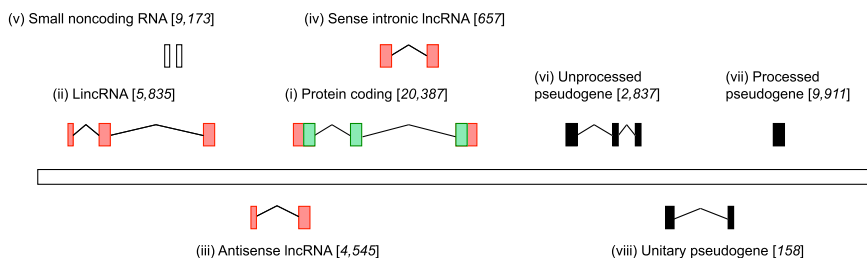 (v) Small noncoding RNA [9,173]
(iv) Sense intronic lncRNA [657]
(ii) LincRNA [5,835]
(i) Protein coding [20,387]
(vi) Unprocessed
pseudogene [2,837]
(vii) Processed
pseudogene [9,911]
(iii) Antisense lncRNA [4,545]
(viii) Unitary pseudogene [158]